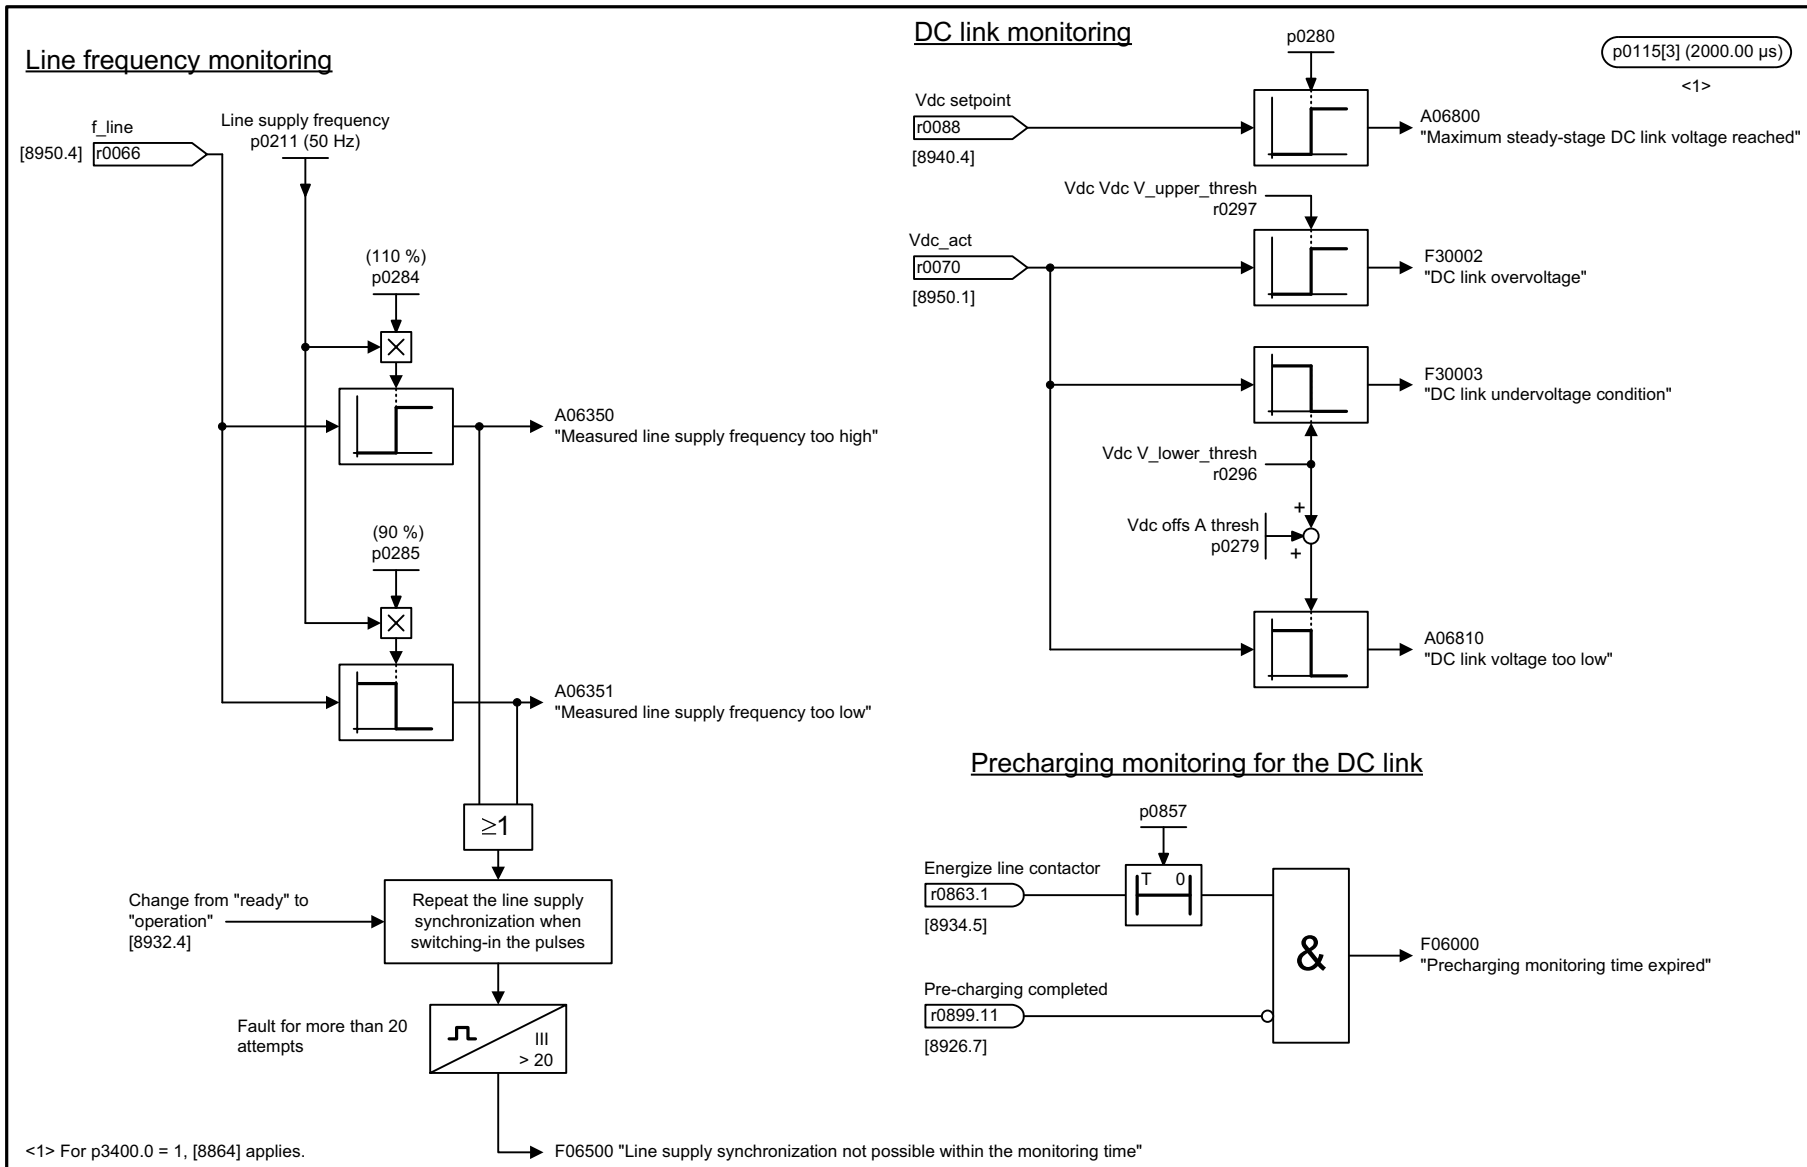 Line frequency monitoring
f_line
[8950.4]
r0066
Line supply frequency
p0211 (50 Hz)
(110 %)
p0284
A06350
"Measured line supply frequency too high"
(90 %)
p0285
A06351
"Measured line supply frequency too low"
≥1
Change from "ready" to
"operation"
[8932.4]
Repeat the line supply
synchronization when
switching-in the pulses
Fault for more than 20
attempts
III
> 20
F06500 "Line supply synchronization not possible within the monitoring time"
<1> For p3400.0 = 1, [8864] applies.
DC link monitoring
p0280
p0115[3] (2000.00 µs)
<1>
Vdc setpoint
r0088
[8940.4]
A06800
"Maximum steady-stage DC link voltage reached"
Vdc Vdc V_upper_thresh
r0297
Vdc_act
r0070
[8950.1]
F30002
"DC link overvoltage"
F30003
"DC link undervoltage condition"
Vdc V_lower_thresh
r0296
+
Vdc offs A thresh
p0279
+
A06810
"DC link voltage too low"
Precharging monitoring for the DC link
p0857
Energize line contactor
r0863.1
[8934.5]
T 0
&
F06000
"Precharging monitoring time expired"
Pre-charging completed
r0899.11
[8926.7]